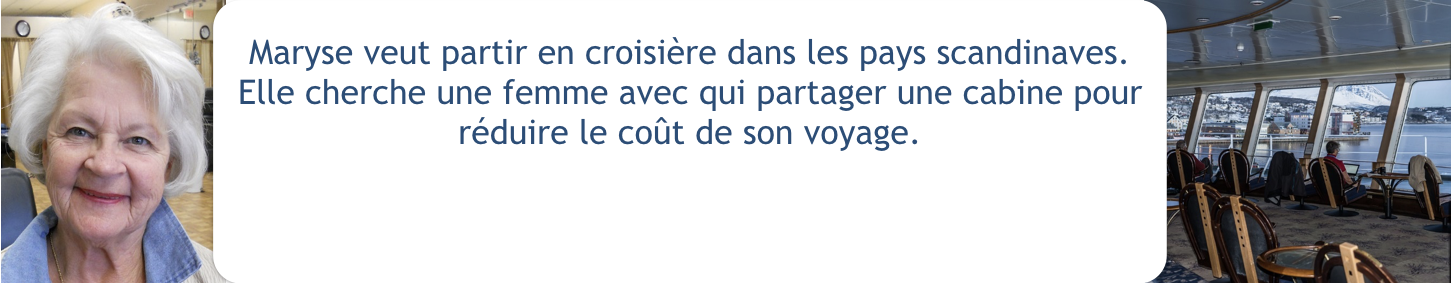 Maryse veut partir en croisière dans les pays scandinaves.
Elle cherche une femme avec qui partager une cabine pour
réduire le coût de son voyage.